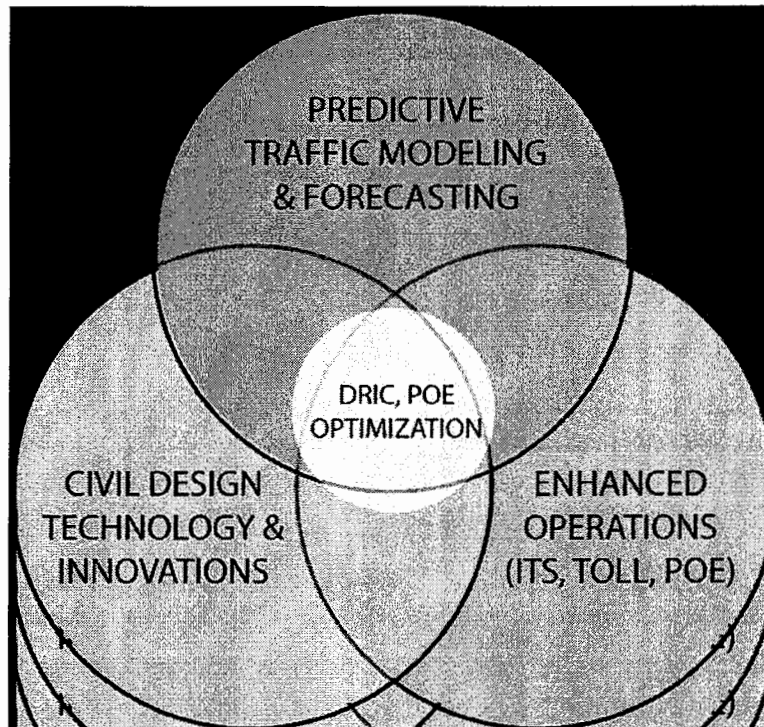 PREDICTIVE
TRAFFIC MODELING
& FORECASTING
DRIC, POE
OPTIMIZATION
CIVIL DESIGN
TECHNOLOGY &
INNOVATIONS
ENHANCED
OPERATIONS
(ITS, TOLL, POE)